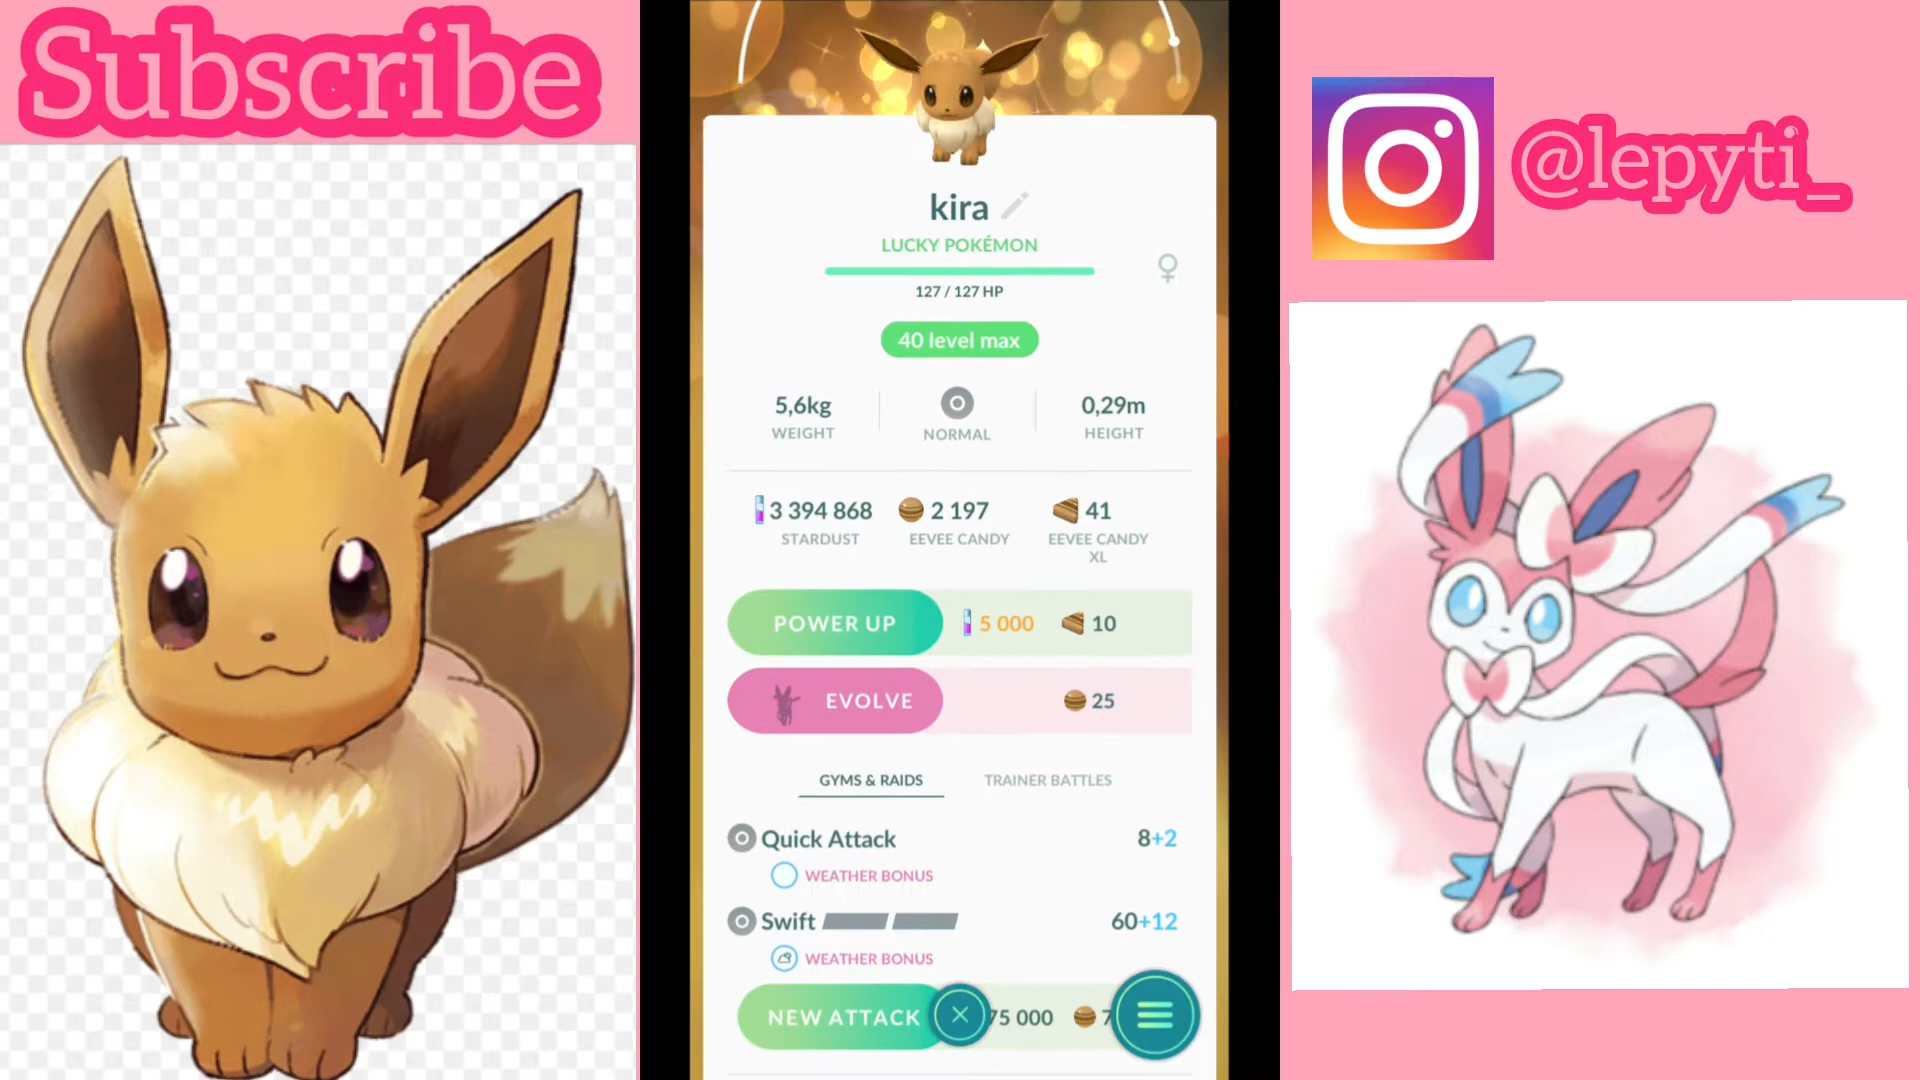 Subscribe
@lepyti_
kira
LUCKY POKÉMON
127 / 127 HP
40 level max
5,6kg
WEIGHT
NORMAL
0,29m
HEIGHT
3 394 868
STARDUST
2 197
EEVEE CANDY
41
EEVEE CANDY
XL
POWER UP 5 000 10
EVOLVE 25
GYMS & RAIDS TRAINER BATTLES
Quick Attack 8+2
WEATHER BONUS
Swift 60+12
WEATHER BONUS
NEW ATTACK 75 000 7